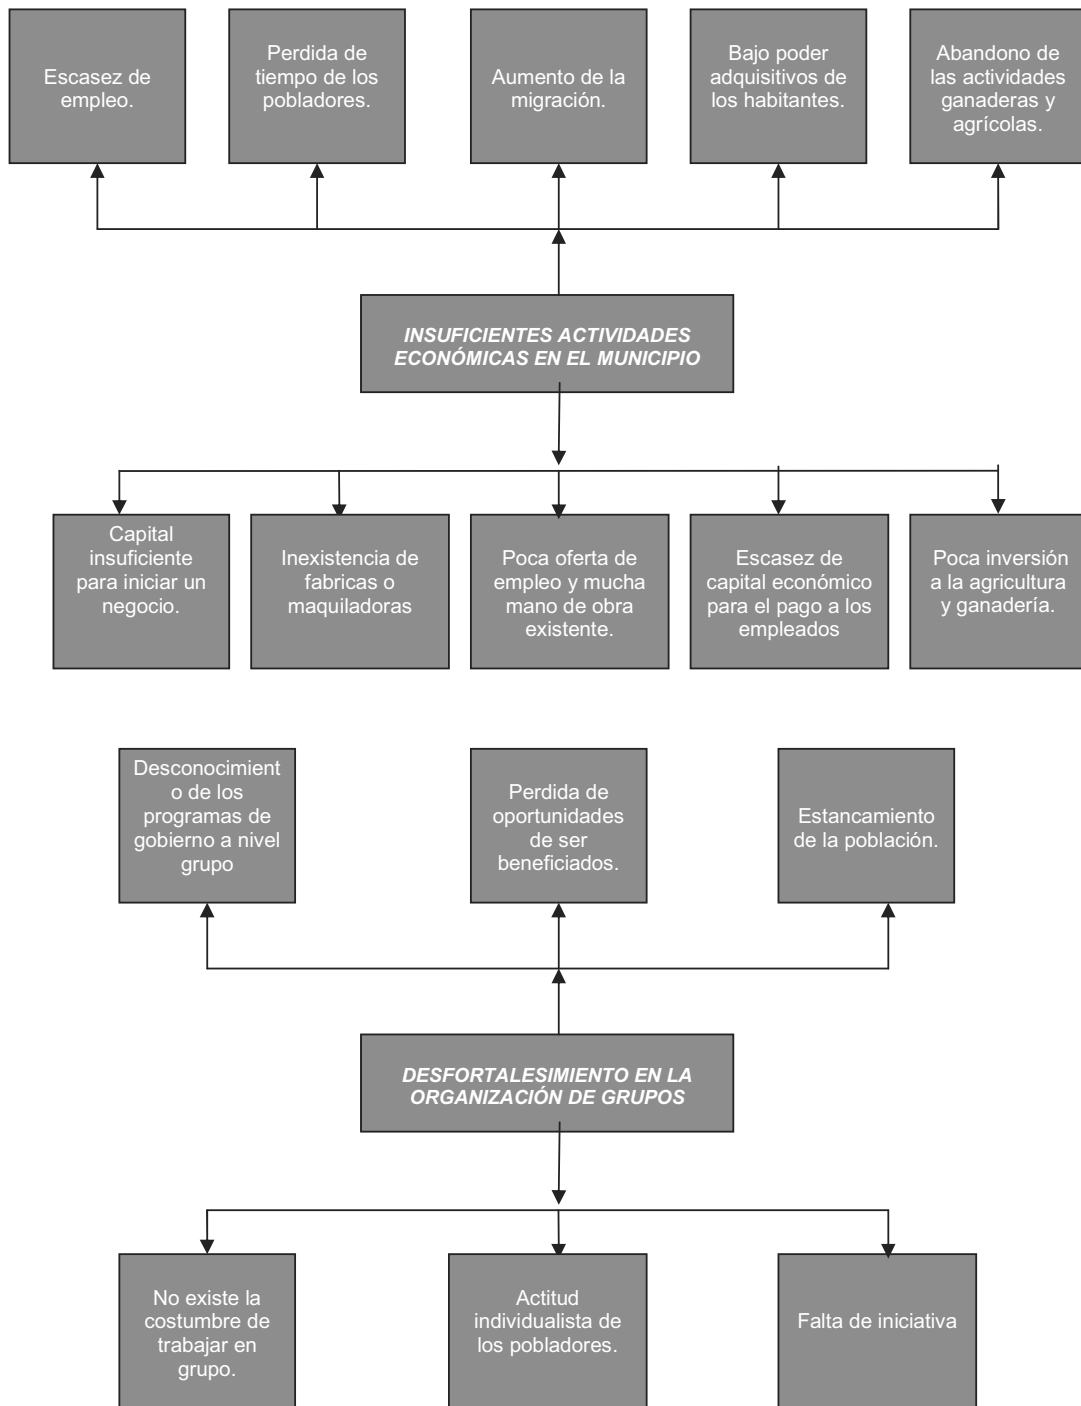 Escasez de
empleo.
Perdida de
tiempo de los
pobladores.
Aumento de la
migración.
Bajo poder
adquisitivos de
los habitantes.
Abandono de
las actividades
ganaderas y
agrícolas.
INSUFICIENTES ACTIVIDADES
ECONÓMICAS EN EL MUNICIPIO
Capital
insuficiente
para iniciar un
negocio.
Inexistencia de
fabricas o
maquiladoras
Poca oferta de
empleo y mucha
mano de obra
existente.
Escasez de
capital económico
para el pago a los
empleados
Poca inversión
a la agricultura
y ganadería.
Desconocimient
o de los
programas de
gobierno a nivel
grupo
Perdida de
oportunidades
de ser
beneficiados.
Estancamiento
de la población.
DESFORTALESIMIENTO EN LA
ORGANIZACIÓN DE GRUPOS
No existe la
costumbre de
trabajar en
grupo.
Actitud
individualista de
los pobladores.
Falta de iniciativa